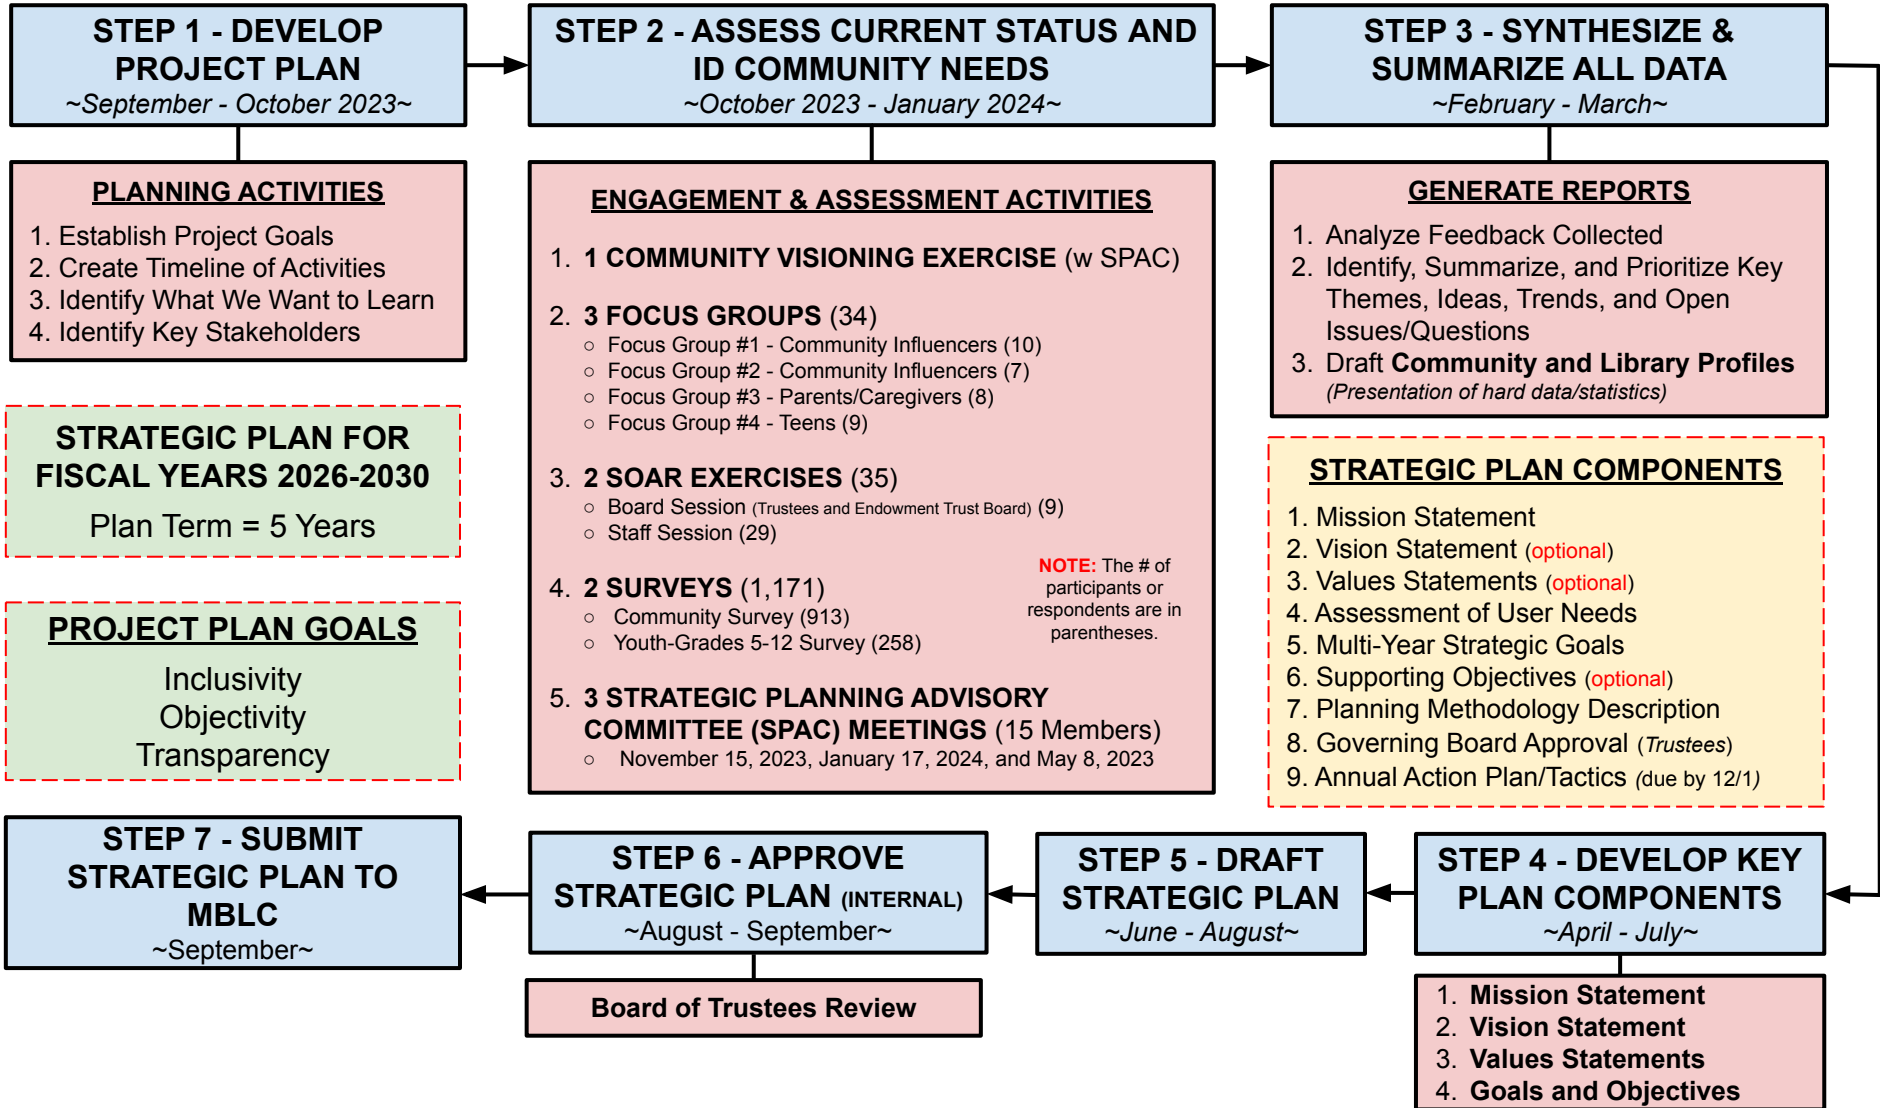 STEP 1 - DEVELOP
PROJECT PLAN
~September - October 2023~
STEP 2 - ASSESS CURRENT STATUS AND
ID COMMUNITY NEEDS
~October 2023 - January 2024~
STEP 3 - SYNTHESIZE &
SUMMARIZE ALL DATA
~February - March~
PLANNING ACTIVITIES
1. Establish Project Goals
2. Create Timeline of Activities
3. Identify What We Want to Learn
4. Identify Key Stakeholders
ENGAGEMENT & ASSESSMENT ACTIVITIES
1. 1 COMMUNITY VISIONING EXERCISE (w SPAC)
2. 3 FOCUS GROUPS (34)
○ Focus Group #1 - Community Influencers (10)
○ Focus Group #2 - Community Influencers (7)
○ Focus Group #3 - Parents/Caregivers (8)
○ Focus Group #4 - Teens (9)
3. 2 SOAR EXERCISES (35)
○ Board Session (Trustees and Endowment Trust Board) (9)
○ Staff Session (29)
4. 2 SURVEYS (1,171)
○ Community Survey (913)
○ Youth-Grades 5-12 Survey (258)
NOTE: The # of
participants or
respondents are in
parentheses.
5. 3 STRATEGIC PLANNING ADVISORY
COMMITTEE (SPAC) MEETINGS (15 Members)
○ November 15, 2023, January 17, 2024, and May 8, 2023
GENERATE REPORTS
1. Analyze Feedback Collected
2. Identify, Summarize, and Prioritize Key
Themes, Ideas, Trends, and Open
Issues/Questions
3. Draft Community and Library Profiles
(Presentation of hard data/statistics)
STRATEGIC PLAN FOR
FISCAL YEARS 2026-2030
Plan Term = 5 Years
PROJECT PLAN GOALS
Inclusivity
Objectivity
Transparency
STRATEGIC PLAN COMPONENTS
1. Mission Statement
2. Vision Statement (optional)
3. Values Statements (optional)
4. Assessment of User Needs
5. Multi-Year Strategic Goals
6. Supporting Objectives (optional)
7. Planning Methodology Description
8. Governing Board Approval (Trustees)
9. Annual Action Plan/Tactics (due by 12/1)
STEP 7 - SUBMIT
STRATEGIC PLAN TO
MBLC
~September~
STEP 6 - APPROVE
STRATEGIC PLAN (INTERNAL)
~August - September~
Board of Trustees Review
STEP 5 - DRAFT
STRATEGIC PLAN
~June - August~
STEP 4 - DEVELOP KEY
PLAN COMPONENTS
~April - July~
1. Mission Statement
2. Vision Statement
3. Values Statements
4. Goals and Objectives